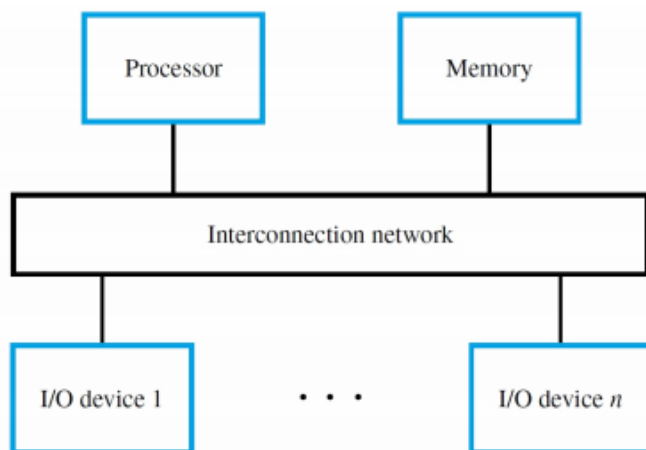 Processor
Memory
Interconnection network
I/O device 1
. . .
I/O device n